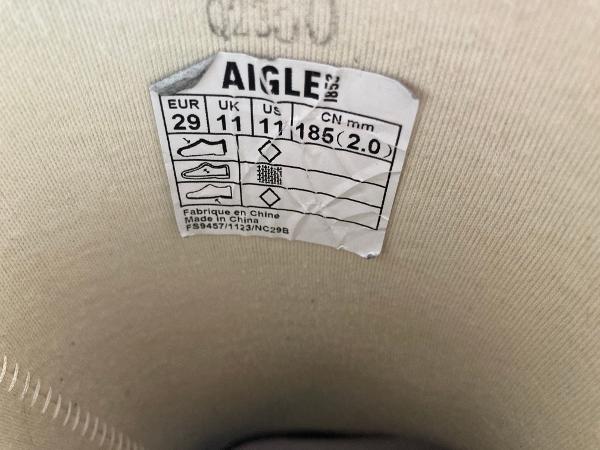 AIGLE 1853
EUR UK US CN mm
29 11 11 185(2.0)
Fabrique en Chine
Made in China
FS9457/1123/NC29B